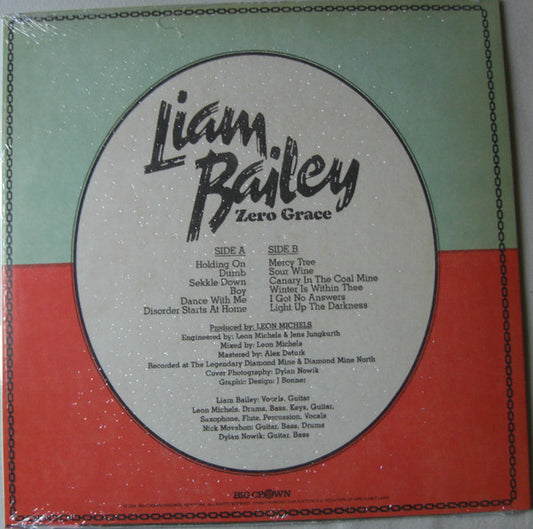 Liam
Bailey
Zero Grace
SIDE A
Holding On
Dumb
Sekkle Down
Boy
Dance With Me
Disorder Starts At Home
SIDE B
Mercy Tree
Sour Wine
Canary In The Coal Mine
Winter Is Within Thee
I Got No Answers
Light Up The Darkness
Produced by: LEON MICHELS
Engineered by: Leon Michels & Jens Jungkurth
Mixed by: Leon Michels
Mastered by: Alex Deturk
Recorded at The Legendary Diamond Mine & Diamond Mine North
Cover Photography: Dylan Nowik
Graphic Design: J Bonner
Liam Bailey: Vocals, Guitar
Leon Michels: Drums, Bass, Keys, Guitar,
Saxophone, Flute, Percussion, Vocals
Nick Movshon: Guitar, Bass, Drums
Dylan Nowik: Guitar, Bass
BIG CROWN